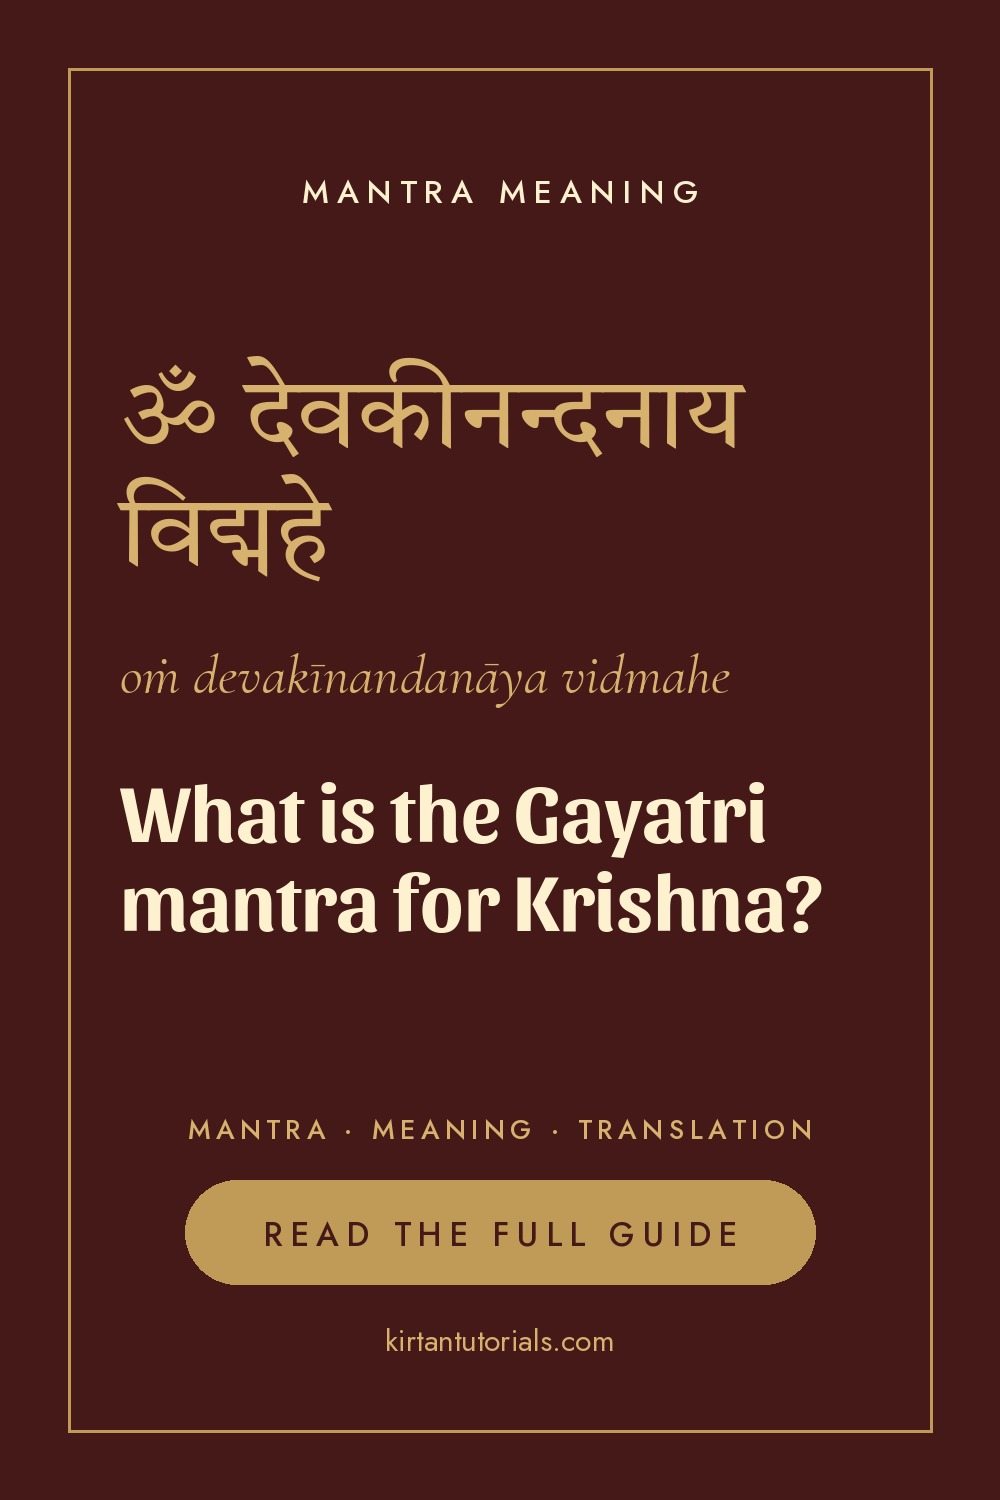 MANTRA MEANING
ॐ देवकीनन्दनाय
विद्महे
oṁ devakīnandanāya vidmahe
What is the Gayatri
mantra for Krishna?
MANTRA · MEANING · TRANSLATION
READ THE FULL GUIDE
kirtantutorials.com